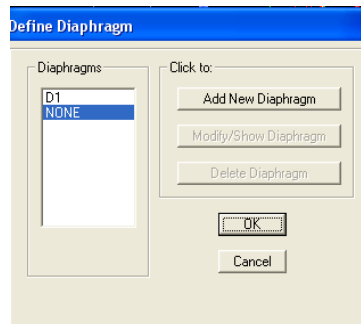 Define Diaphragm
Diaphragms
D1
NONE
Click to:
Add New Diaphragm
Modify/Show Diaphragm
Delete Diaphragm
OK
Cancel